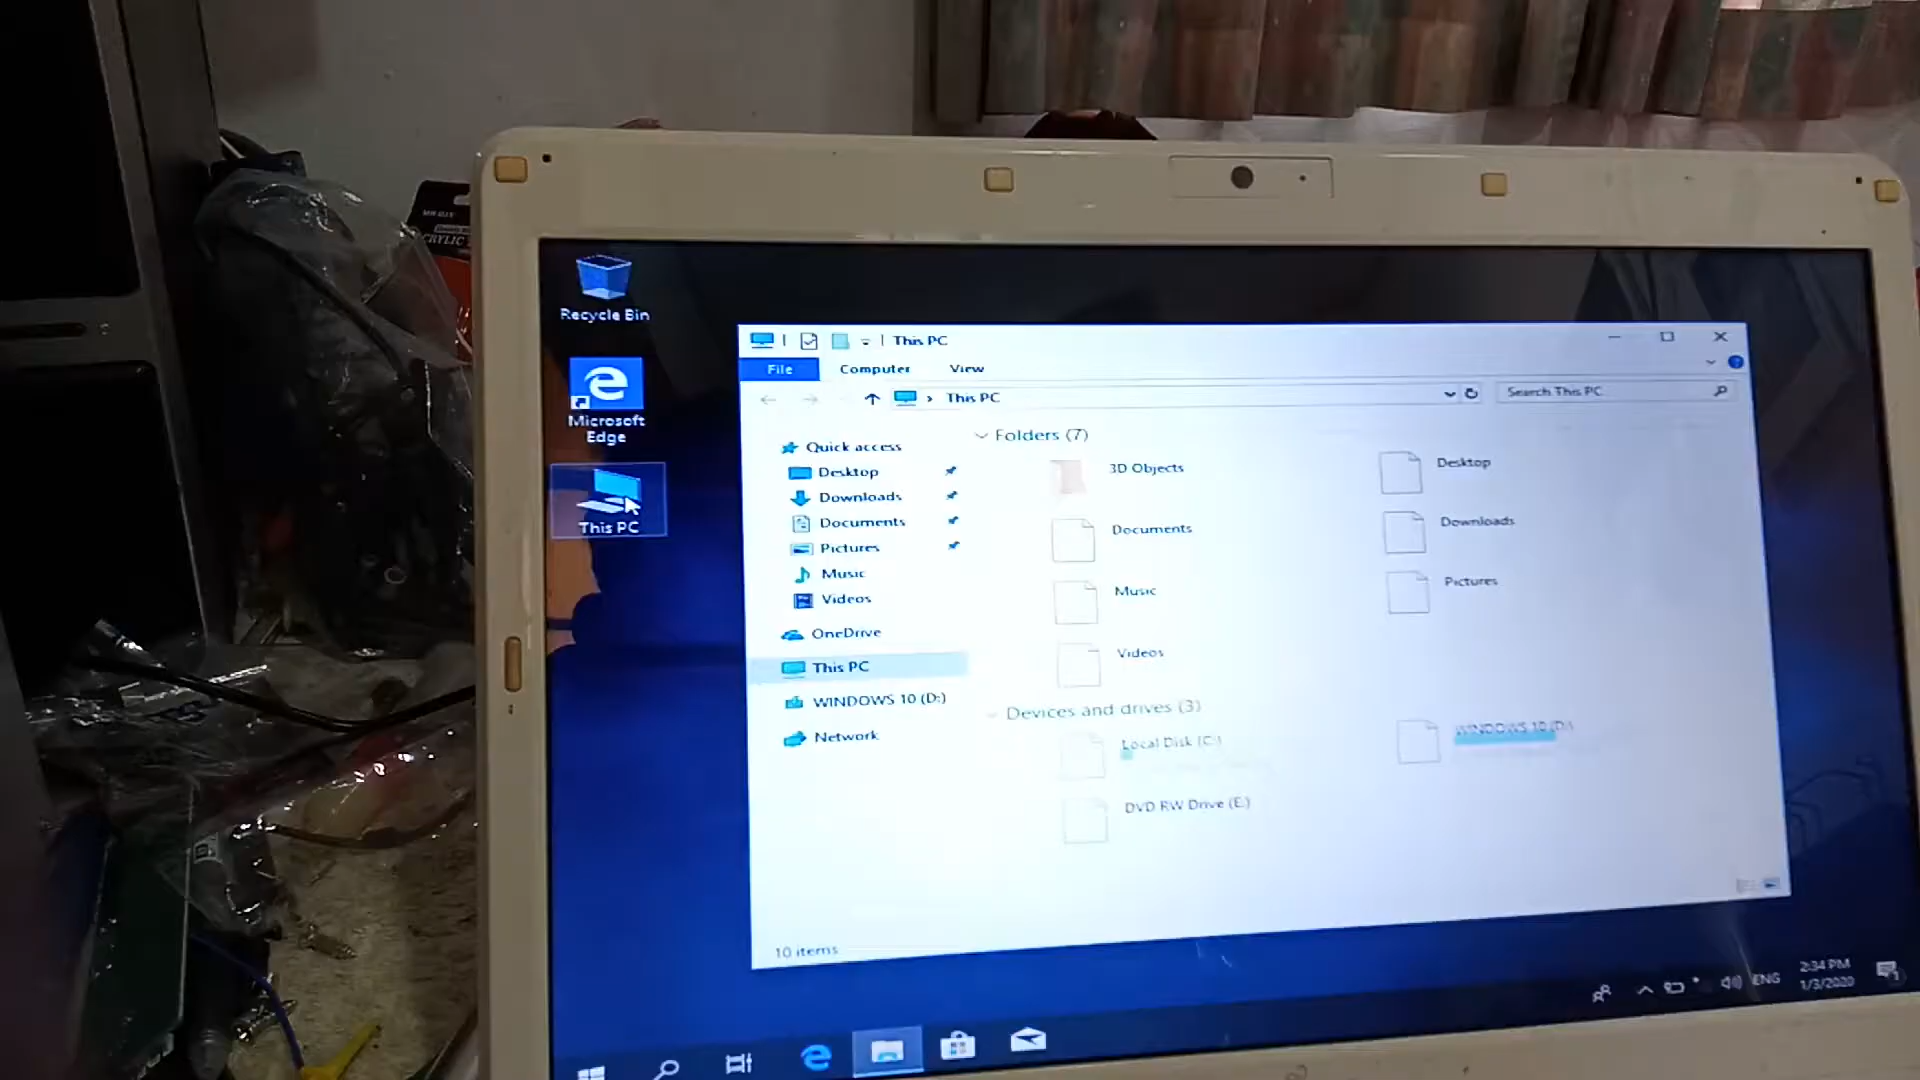 MR DIY
CRYLIC
Recycle Bin
Microsoft
Edge
This PC
This PC
File
Computer
View
This PC
Search This PC
Quick access
Desktop
Downloads
Documents
Pictures
Music
Videos
OneDrive
This PC
WINDOWS 10 (D:)
Network
Folders (7)
3D Objects
Desktop
Documents
Downloads
Music
Pictures
Videos
Devices and drives (3)
Local Disk (C:)
WINDOWS 10 (D:)
DVD RW Drive (E:)
10 items
ENG
2:34 PM
1/3/2020